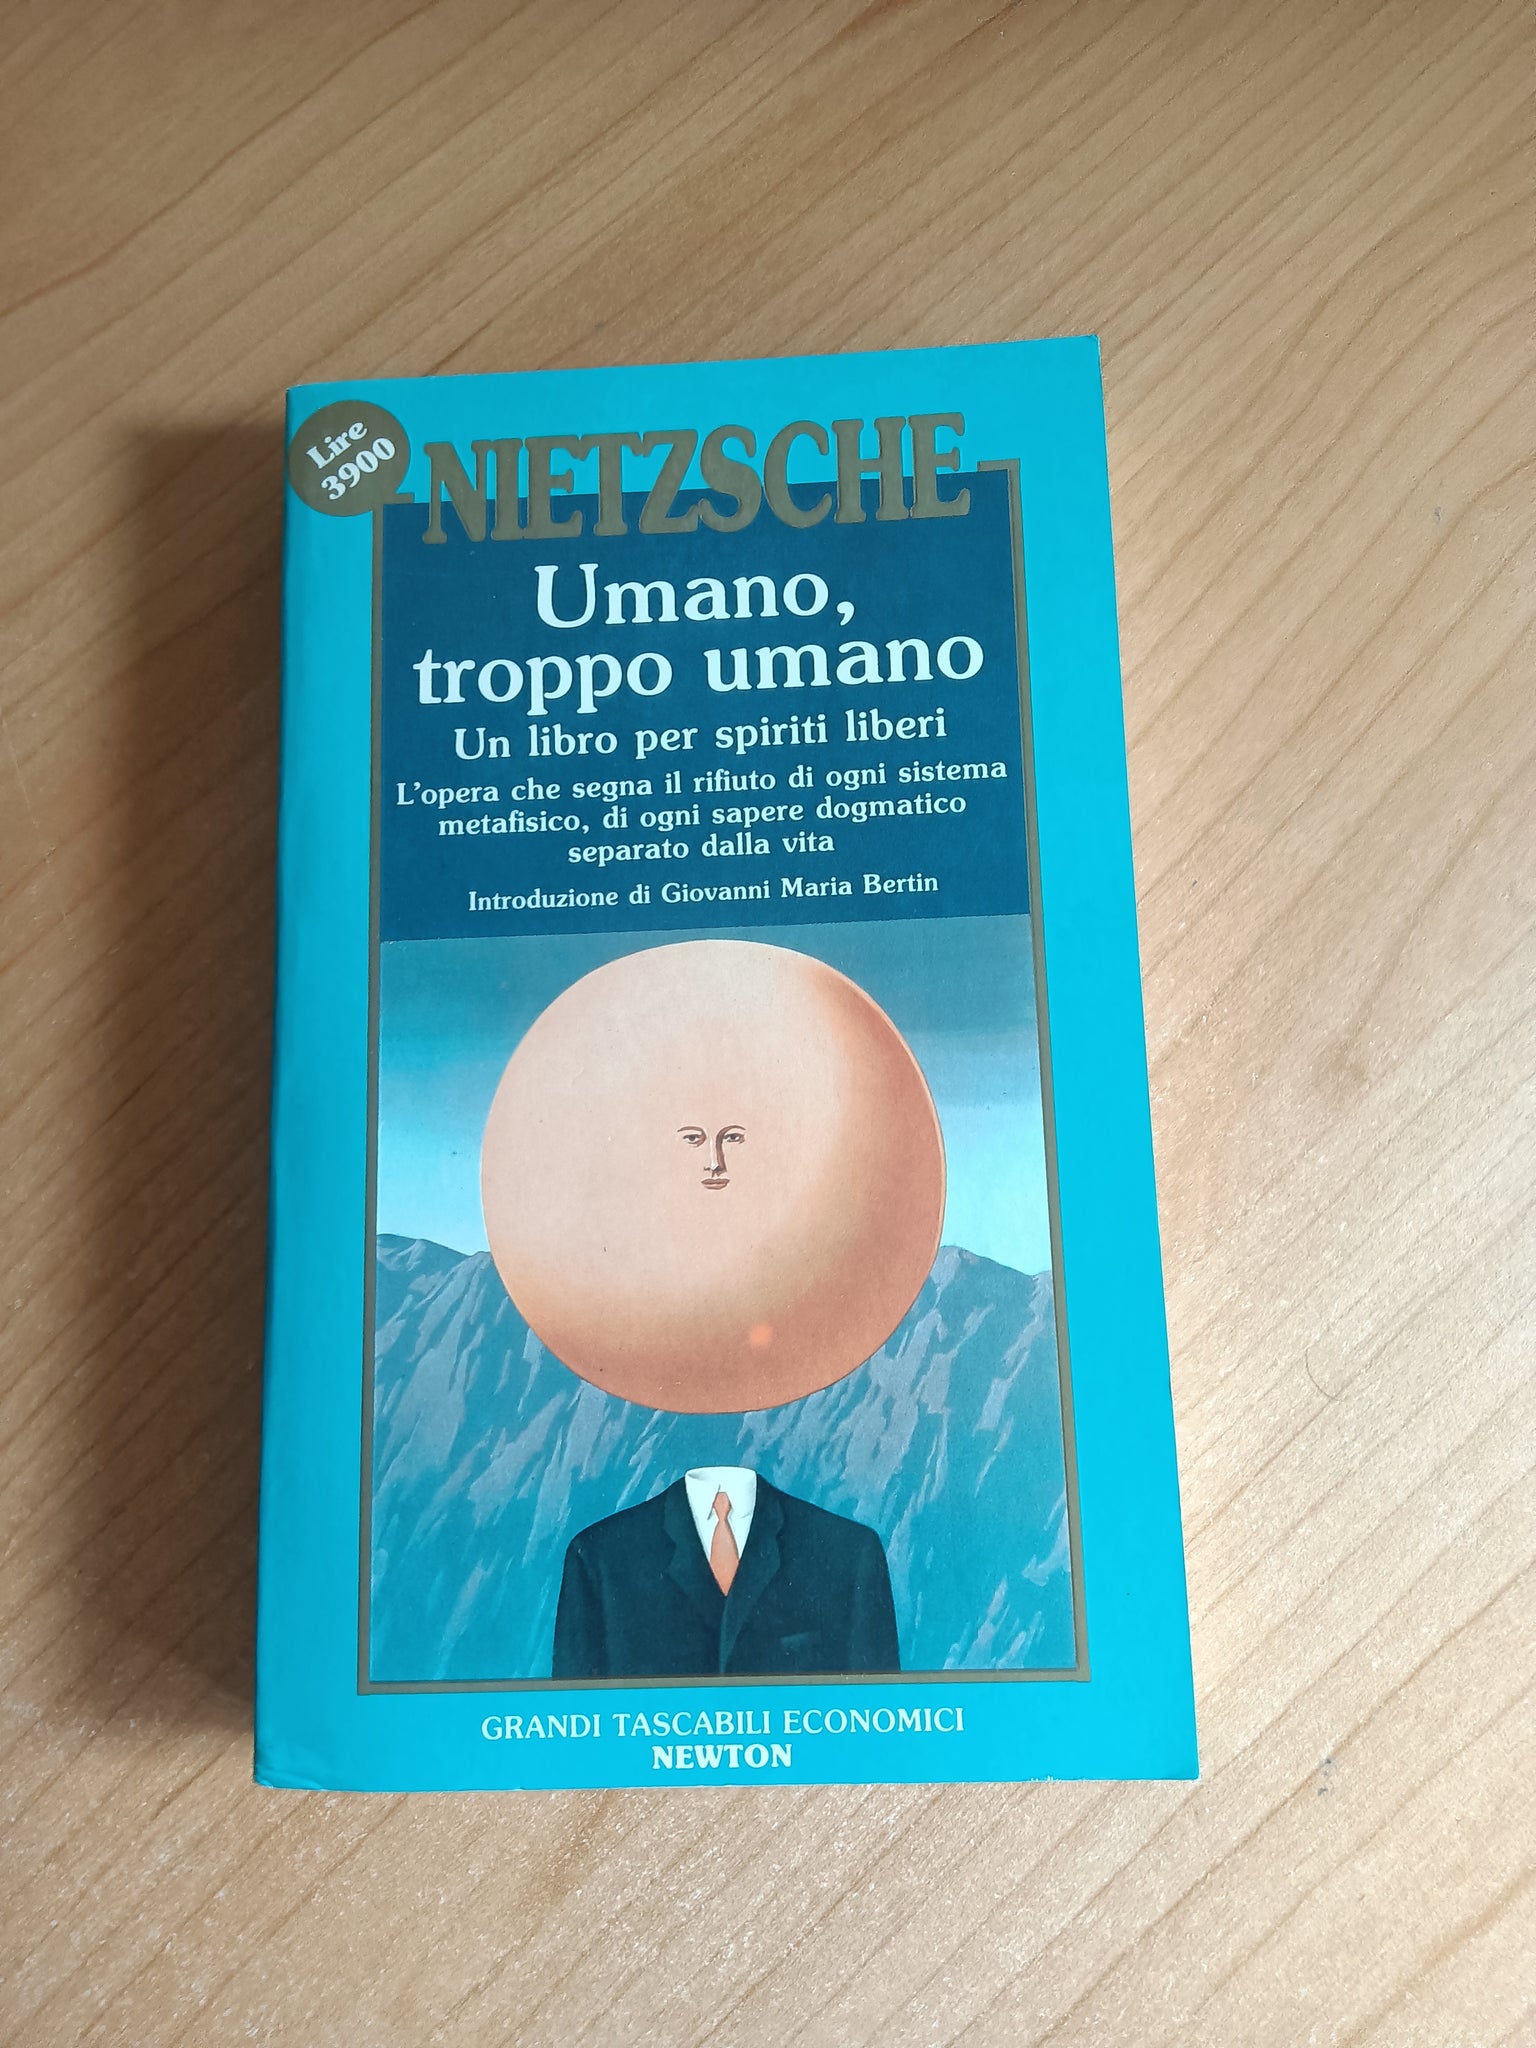 Lire
3900
NIETZSCHE
Umano,
troppo umano
Un libro per spiriti liberi
L'opera che segna il rifiuto di ogni sistema
metafisico, di ogni sapere dogmatico
separato dalla vita
Introduzione di Giovanni Maria Bertin
GRANDI TASCABILI ECONOMICI
NEWTON